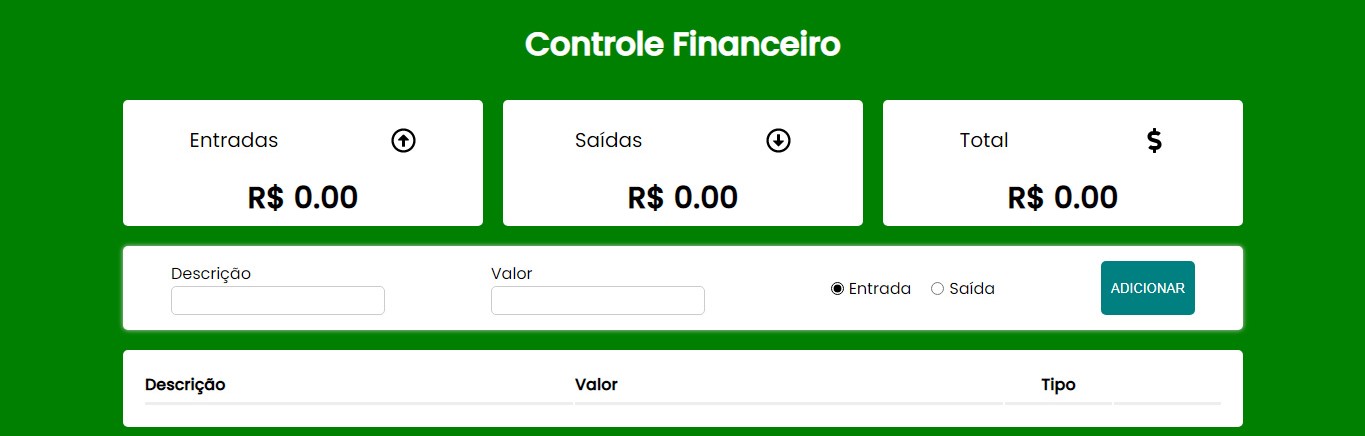 Controle Financeiro
Entradas
Saídas
Total
R$ 0.00
R$ 0.00
R$ 0.00
Descrição
Valor
Entrada
Saída
ADICIONAR
Descrição
Valor
Tipo